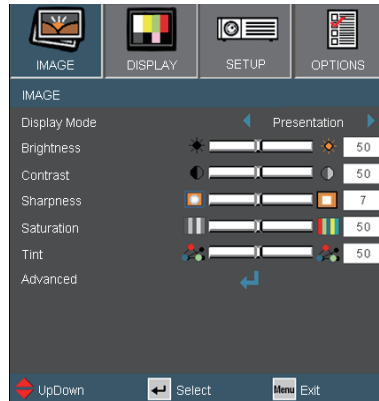 IMAGE DISPLAY SETUP OPTIONS
IMAGE
Display Mode Presentation
Brightness 50
Contrast 50
Sharpness 7
Saturation 50
Tint 50
Advanced
UpDown Select Menu Exit